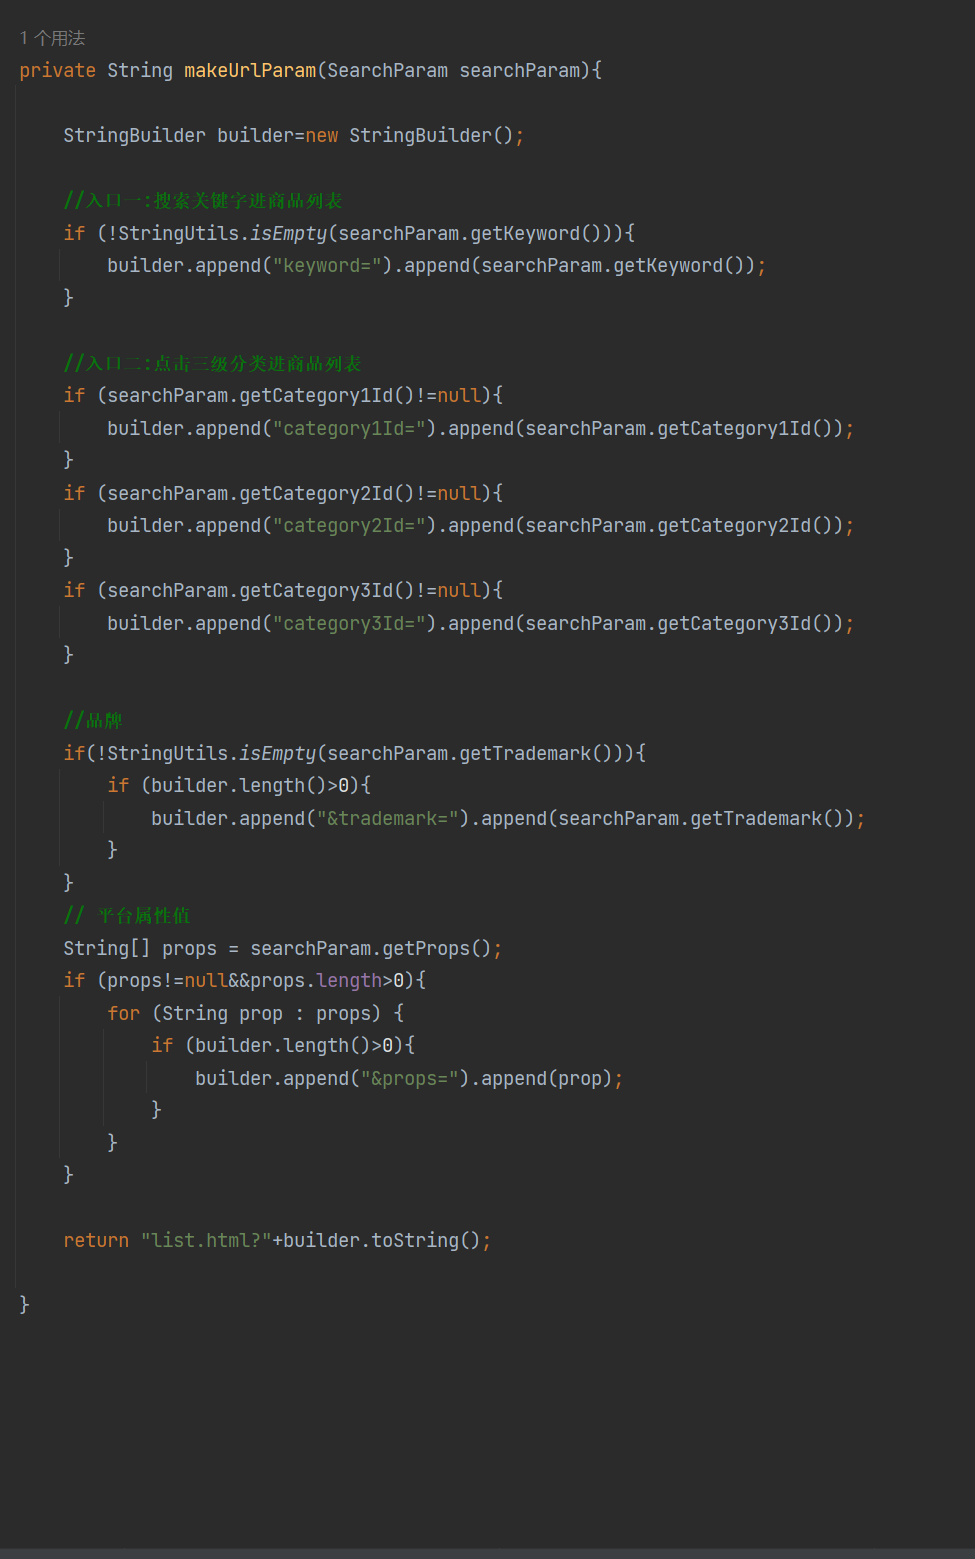 1 个用法
private String makeUrlParam(SearchParam searchParam){
StringBuilder builder=new StringBuilder();
//入口一:搜索关键字进商品列表
if (!StringUtils.isEmpty(searchParam.getKeyword())){
builder.append("keyword=").append(searchParam.getKeyword());
}
//入口二:点击三级分类进商品列表
if (searchParam.getCategory1Id()!=null){
builder.append("category1Id=").append(searchParam.getCategory1Id());
}
if (searchParam.getCategory2Id()!=null){
builder.append("category2Id=").append(searchParam.getCategory2Id());
}
if (searchParam.getCategory3Id()!=null){
builder.append("category3Id=").append(searchParam.getCategory3Id());
}
//品牌
if(!StringUtils.isEmpty(searchParam.getTrademark())){
if (builder.length()>0){
builder.append("&trademark=").append(searchParam.getTrademark());
}
}
// 平台属性值
String[] props = searchParam.getProps();
if (props!=null&&props.length>0){
for (String prop : props) {
if (builder.length()>0){
builder.append("&props=").append(prop);
}
}
}
return "list.html?"+builder.toString();
}